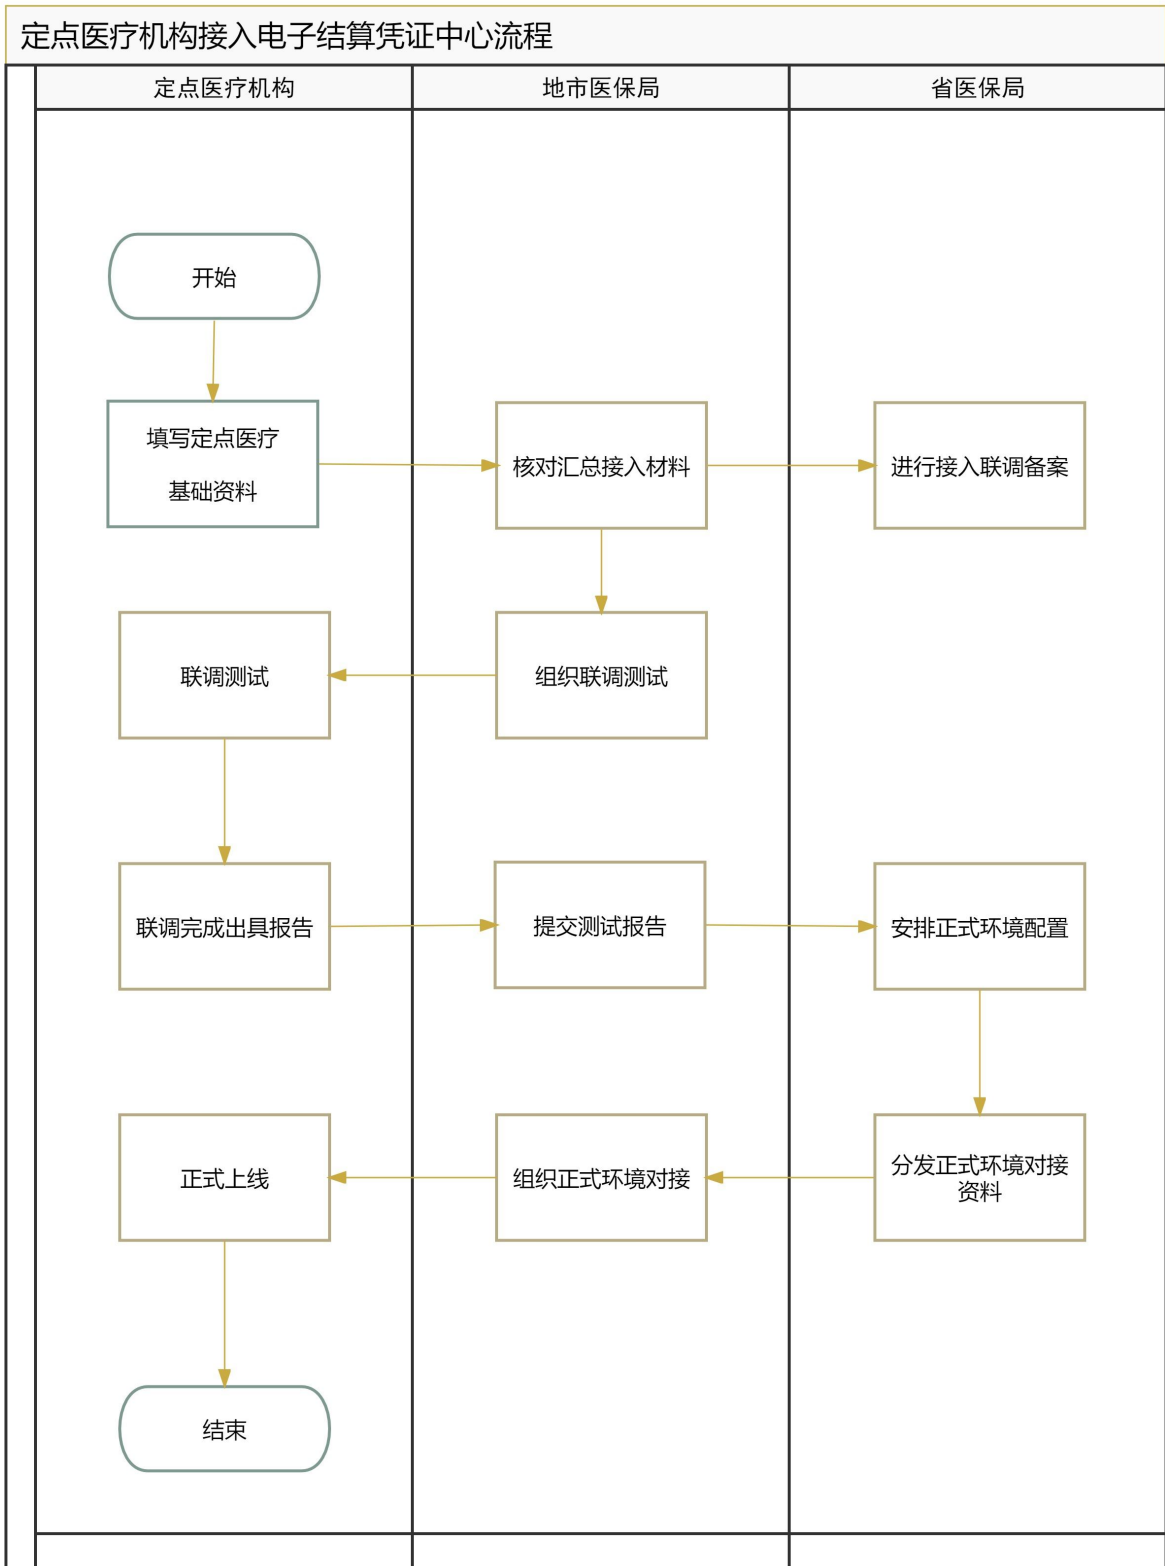 定点医疗机构接入电子结算凭证中心流程
定点医疗机构
地市医保局
省医保局
开始
填写定点医疗
基础资料
核对汇总接入材料
进行接入联调备案
联调测试
组织联调测试
联调完成出具报告
提交测试报告
安排正式环境配置
正式上线
组织正式环境对接
分发正式环境对接
资料
结束